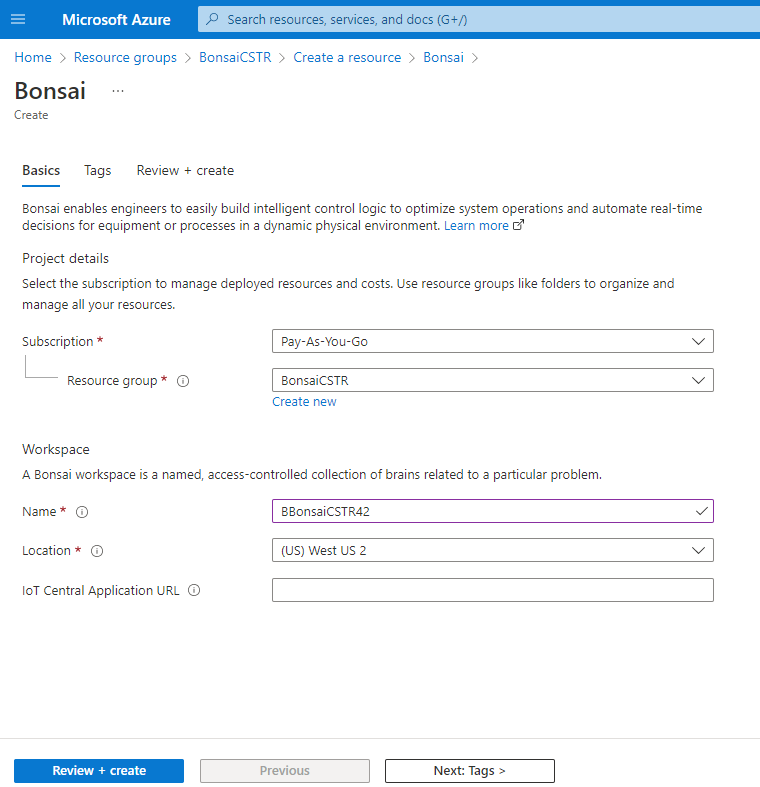 Microsoft Azure
Search resources, services, and docs (G+/)
Home > Resource groups > BonsaiCSTR > Create a resource > Bonsai >
Bonsai ...
Create
Basics Tags Review + create
Bonsai enables engineers to easily build intelligent control logic to optimize system operations and automate real-time
decisions for equipment or processes in a dynamic physical environment. Learn more
Project details
Select the subscription to manage deployed resources and costs. Use resource groups like folders to organize and
manage all your resources.
Subscription * Pay-As-You-Go
Resource group * BonsaiCSTR
Create new
Workspace
A Bonsai workspace is a named, access-controlled collection of brains related to a particular problem.
Name * BBonsaiCSTR42
Location * (US) West US 2
IoT Central Application URL
Review + create Previous Next: Tags >